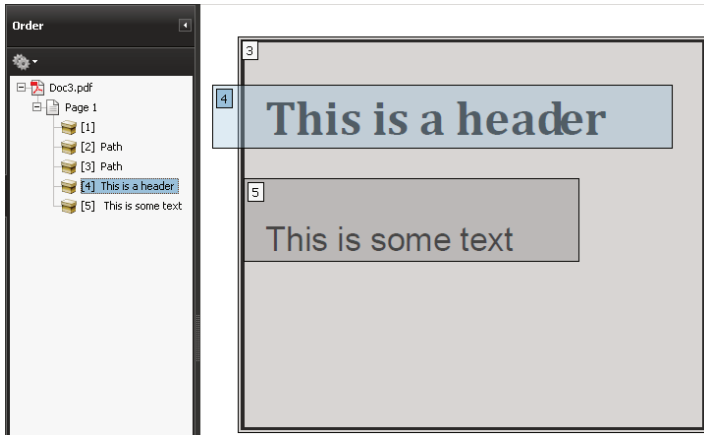 Order
Doc3.pdf
Page 1
[1]
[2] Path
[3] Path
[4] This is a header
[5] This is some text
3
4
This is a header
5
This is some text